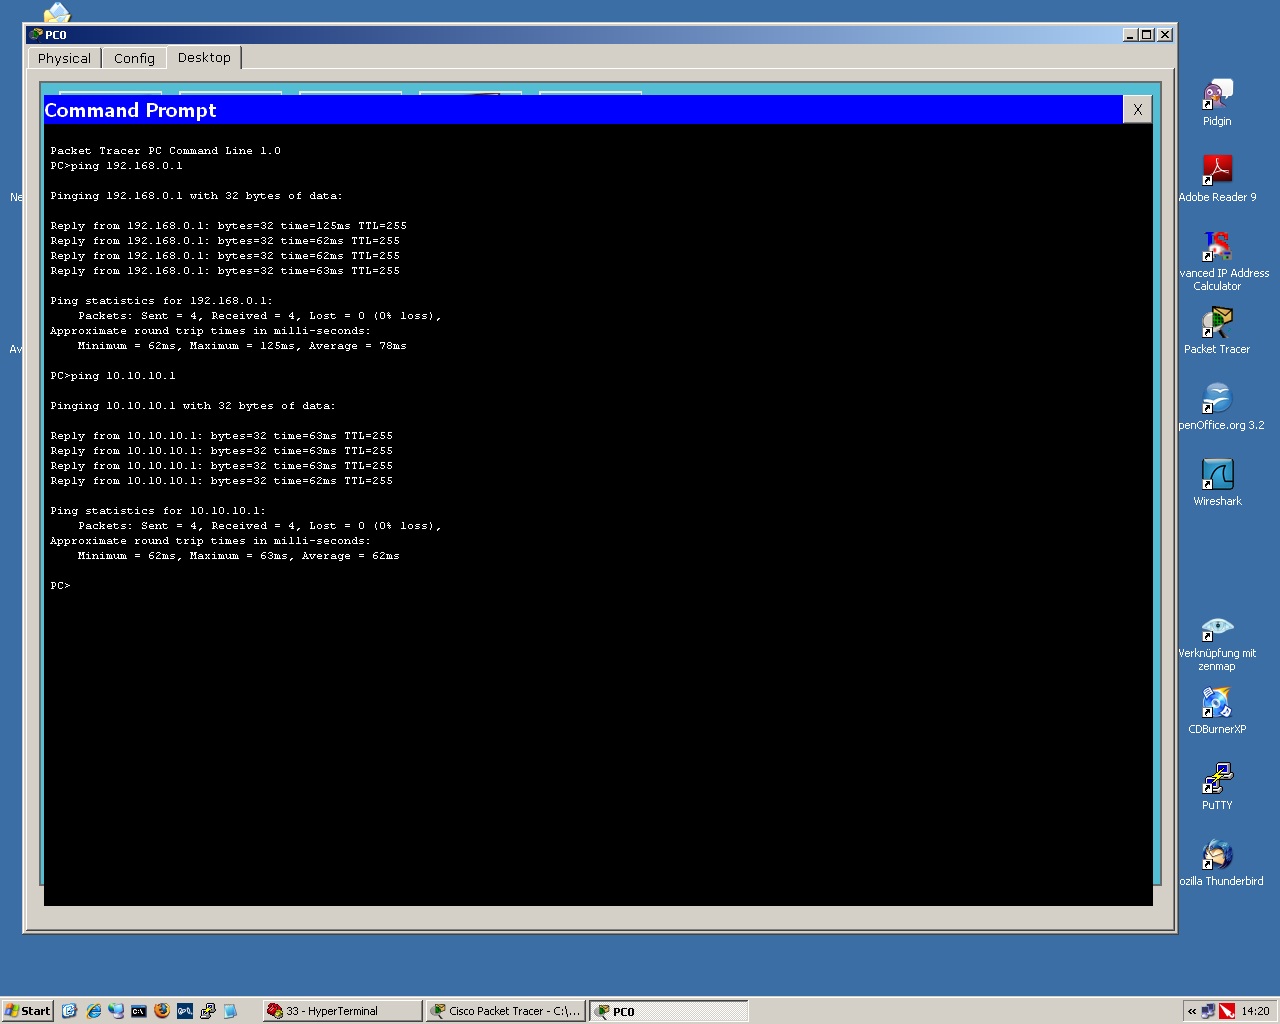 PC0
Physical
Config
Desktop
Command Prompt
X
Packet Tracer PC Command Line 1.0
PC>ping 192.168.0.1
Pinging 192.168.0.1 with 32 bytes of data:
Reply from 192.168.0.1: bytes=32 time=125ms TTL=255
Reply from 192.168.0.1: bytes=32 time=62ms TTL=255
Reply from 192.168.0.1: bytes=32 time=62ms TTL=255
Reply from 192.168.0.1: bytes=32 time=63ms TTL=255
Ping statistics for 192.168.0.1:
Packets: Sent = 4, Received = 4, Lost = 0 (0% loss),
Approximate round trip times in milli-seconds:
Minimum = 62ms, Maximum = 125ms, Average = 78ms
PC>ping 10.10.10.1
Pinging 10.10.10.1 with 32 bytes of data:
Reply from 10.10.10.1: bytes=32 time=63ms TTL=255
Reply from 10.10.10.1: bytes=32 time=63ms TTL=255
Reply from 10.10.10.1: bytes=32 time=63ms TTL=255
Reply from 10.10.10.1: bytes=32 time=62ms TTL=255
Ping statistics for 10.10.10.1:
Packets: Sent = 4, Received = 4, Lost = 0 (0% loss),
Approximate round trip times in milli-seconds:
Minimum = 62ms, Maximum = 63ms, Average = 62ms
PC>
Ne
Av
Pidgin
Adobe Reader 9
vanced IP Address
Calculator
Packet Tracer
penOffice.org 3.2
Wireshark
Verknüpfung mit
zenmap
CDBurnerXP
PuTTY
ozilla Thunderbird
Start
33 - HyperTerminal
Cisco Packet Tracer - C:\...
PC0
14:20